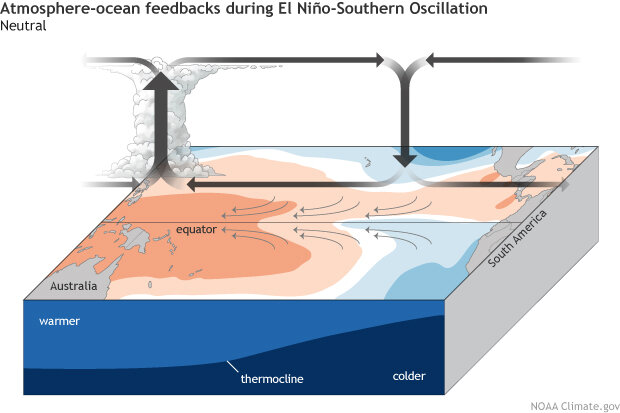 Atmosphere-ocean feedbacks during El Niño-Southern Oscillation
Neutral
equator
South America
Australia
warmer
thermocline
colder
NOAA Climate.gov